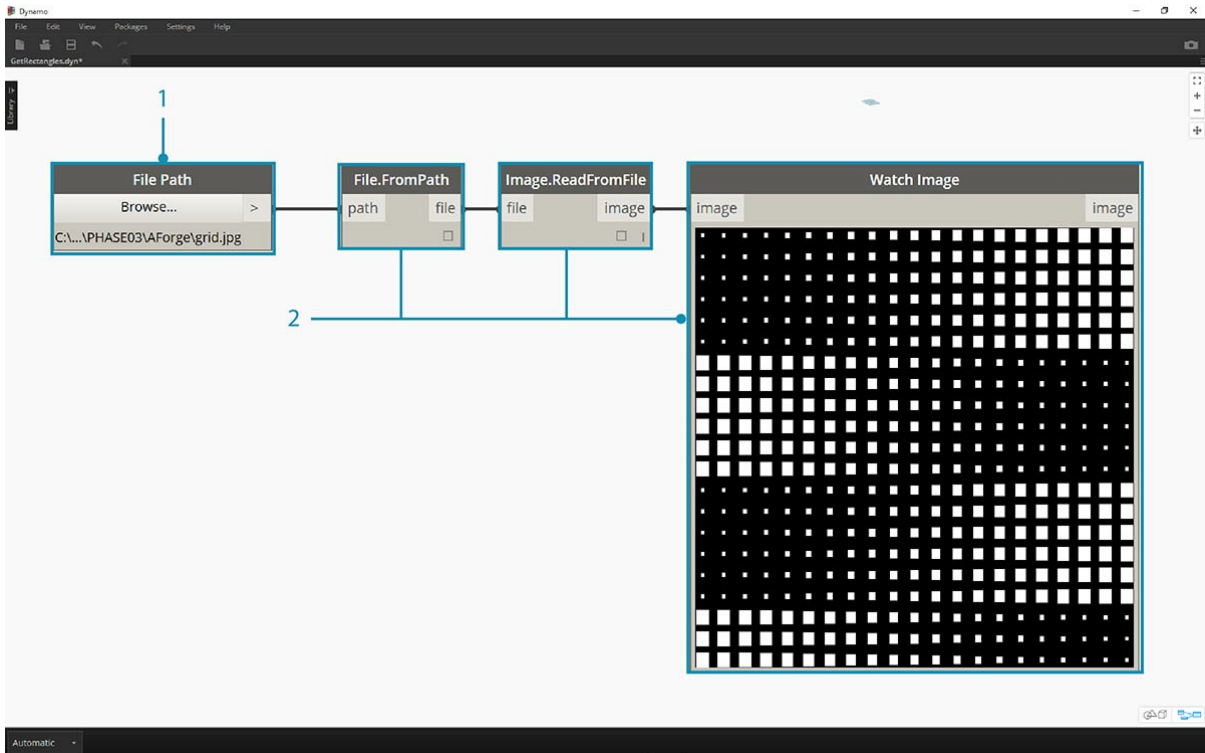 Dynamo
File Edit View Packages Settings Help
GetRectangles.dyn*
Library
1
File Path
Browse... >
C:\...\PHASE03\AForge\grid.jpg
File.FromPath
path file
Image.ReadFromFile
file image
Watch Image
image image
2
Automatic